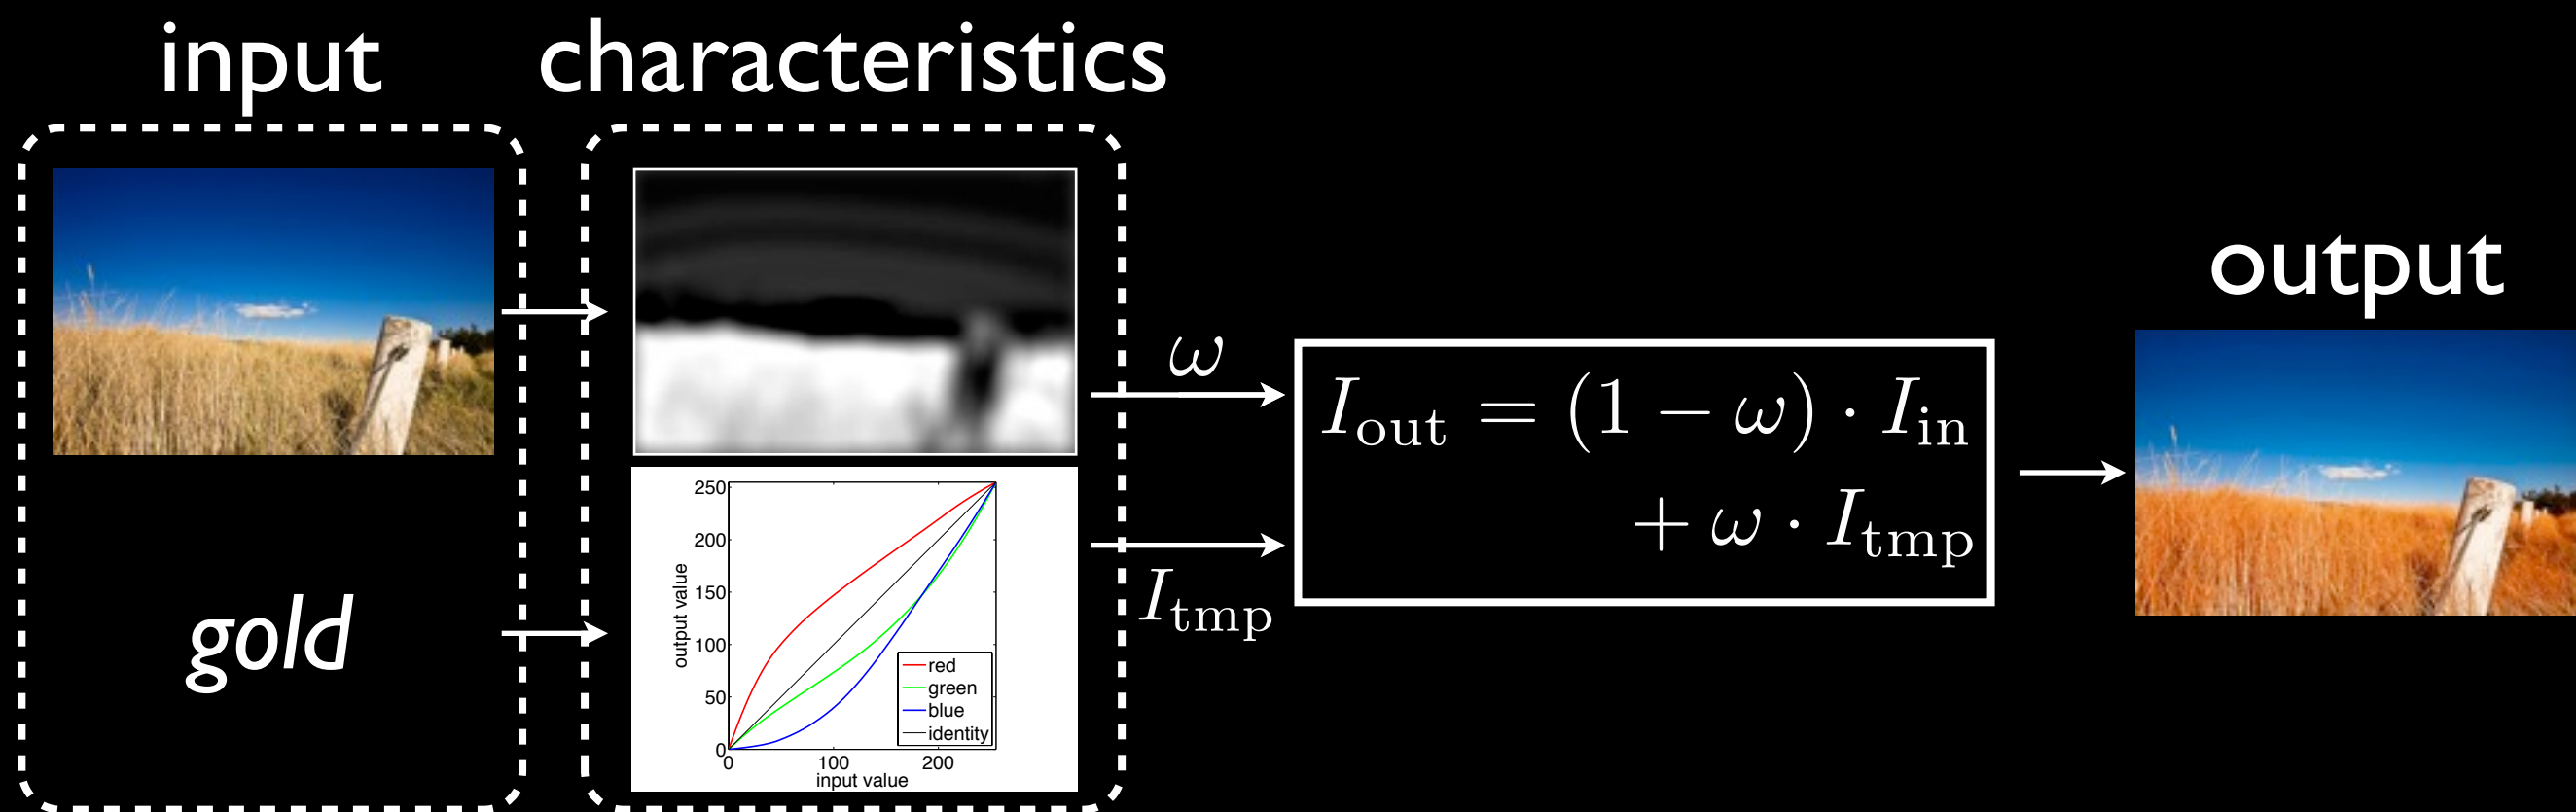 input
characteristics
output
gold
ω
I_tmp
I_out = (1 − ω) · I_in
+ ω · I_tmp
250
200
150
100
50
0
output value
0 100 200
input value
red
green
blue
identity